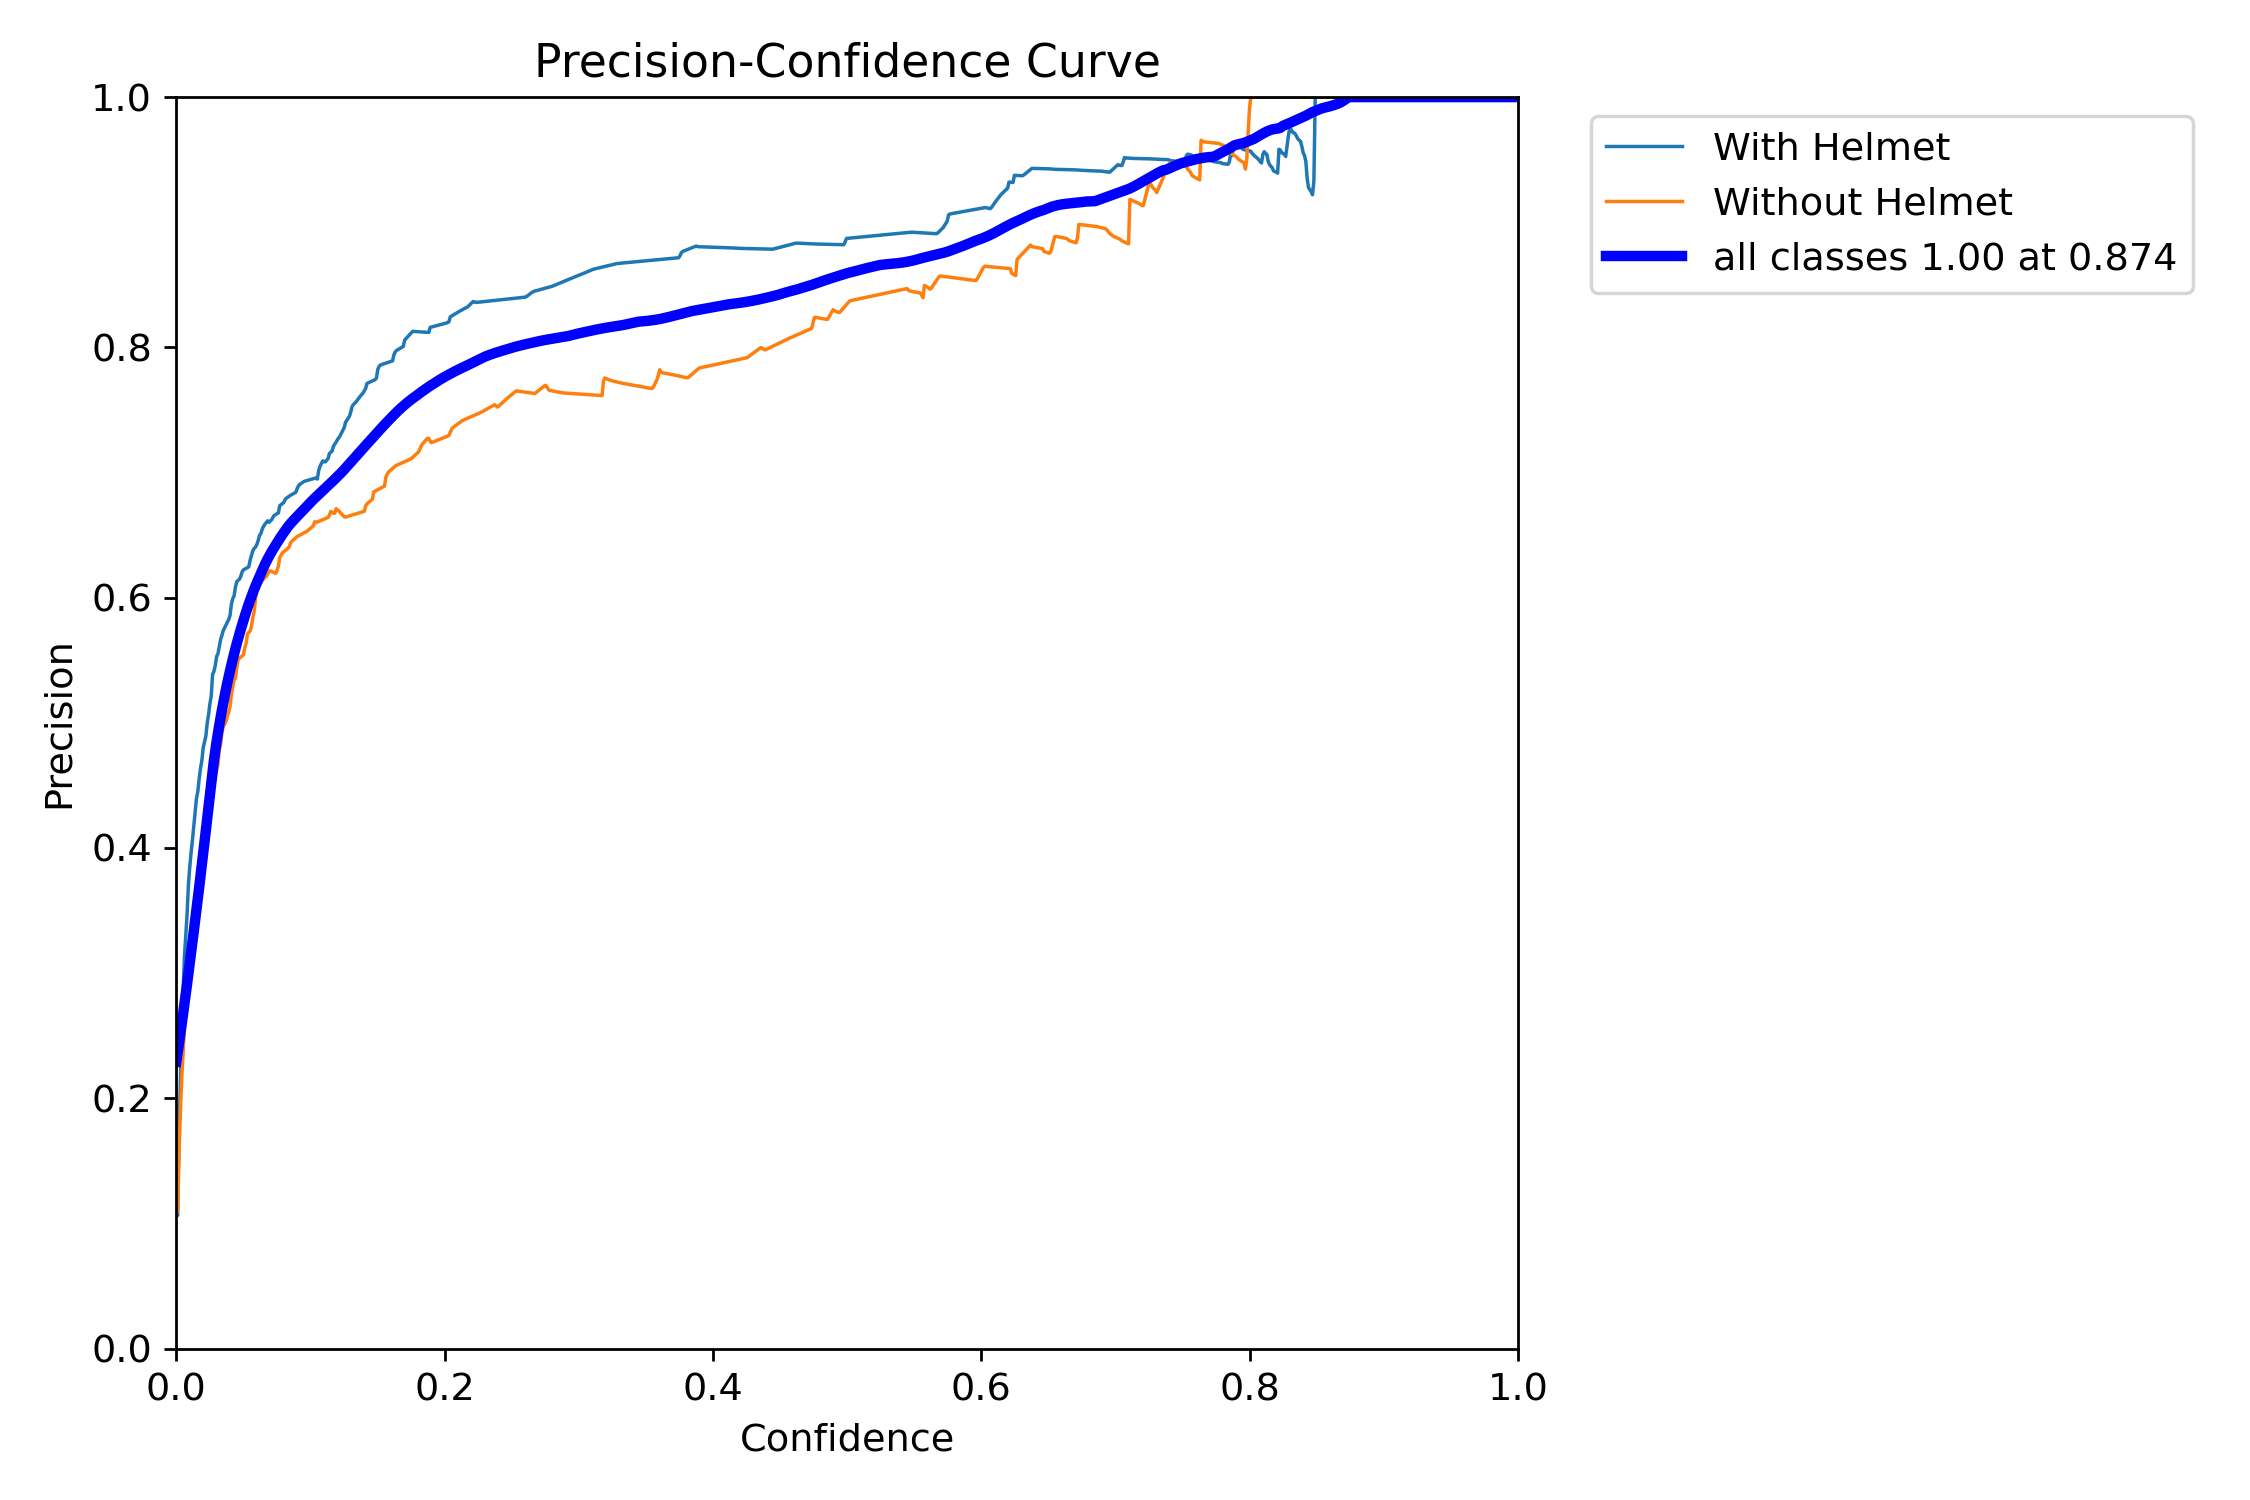 Precision-Confidence Curve
1.0
0.8
0.6
0.4
0.2
0.0
Precision
0.0 0.2 0.4 0.6 0.8 1.0
Confidence
With Helmet
Without Helmet
all classes 1.00 at 0.874